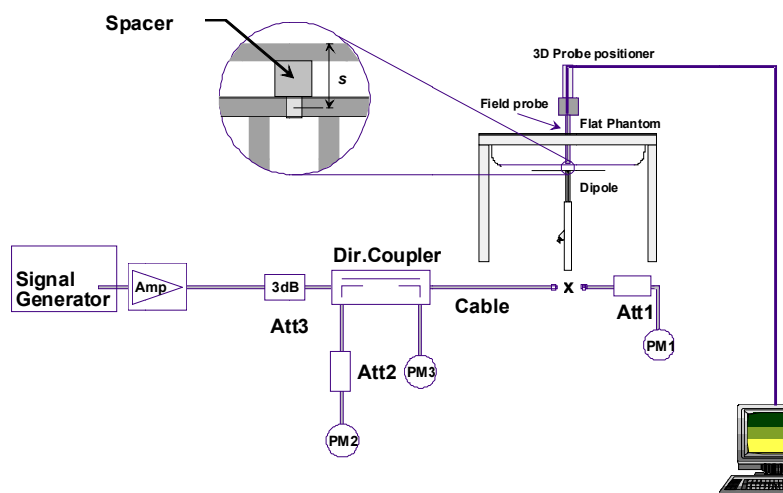 Spacer
s
3D Probe positioner
Field probe
Flat Phantom
Dipole
Signal
Generator
Amp
3dB
Att3
Dir.Coupler
Cable
x
Att1
PM1
Att2
PM3
PM2